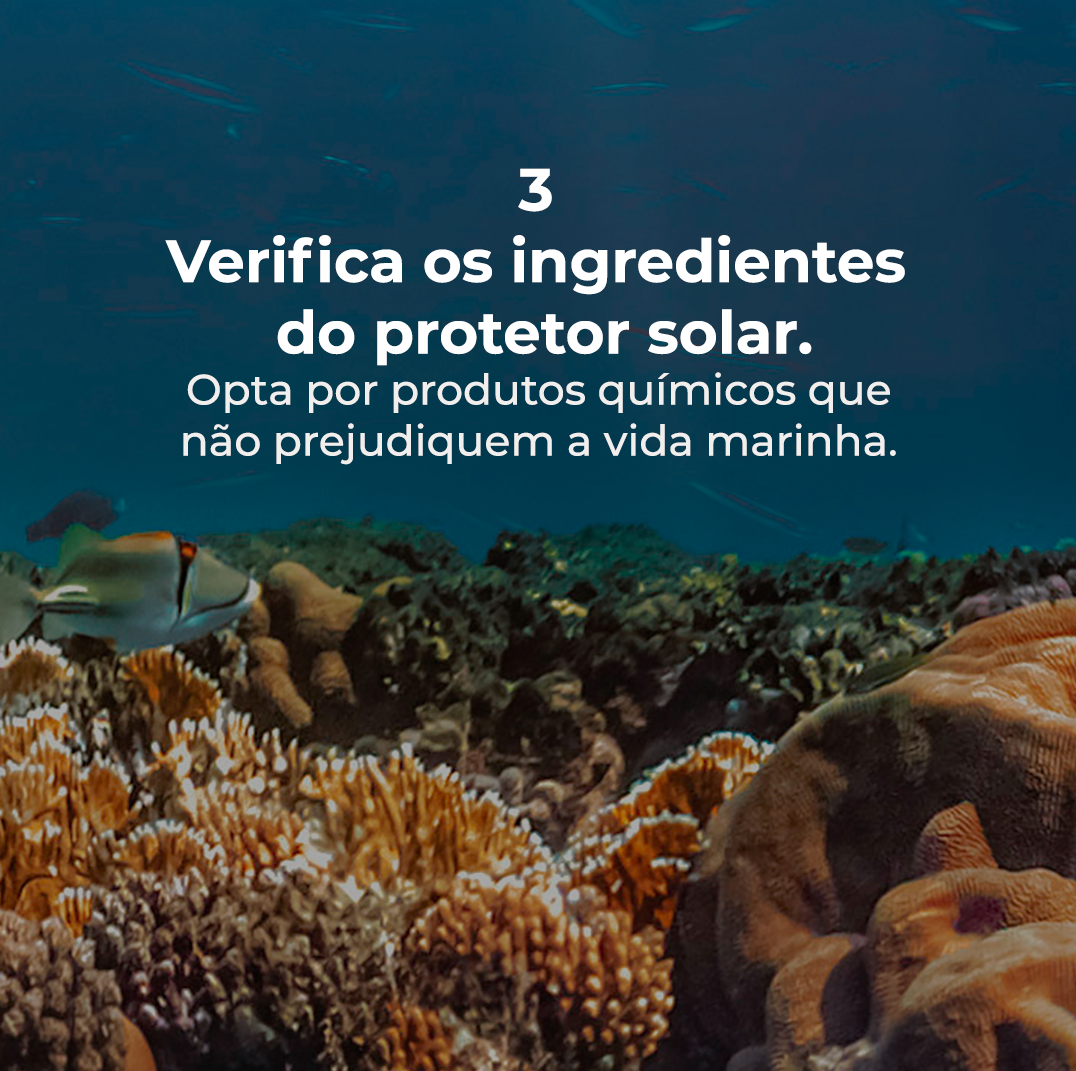 3
Verifica os ingredientes
do protetor solar.
Opta por produtos químicos que
não prejudiquem a vida marinha.